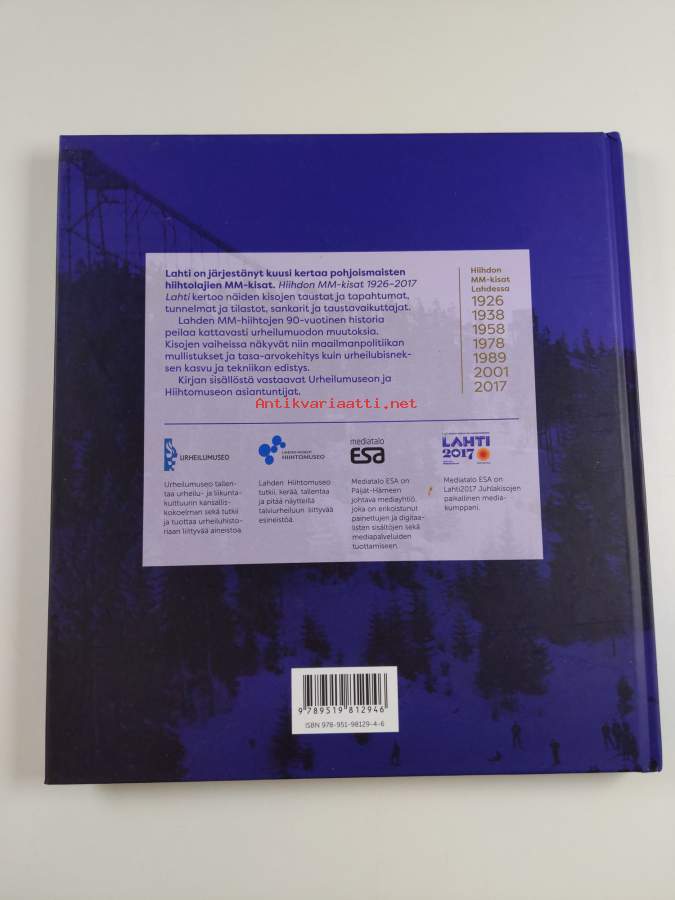 Lahti on järjestänyt kuusi kertaa pohjoismaisten
hiihtolajien MM-kisat. Hiihdon MM-kisat 1926–2017
Lahti kertoo näiden kisojen taustat ja tapahtumat,
tunnelmat ja tilastot, sankarit ja taustavaikuttajat.
Lahden MM-hiihtojen 90-vuotinen historia
peilaa kattavasti urheilumuodon muutoksia.
Kisojen vaiheissa näkyvät niin maailmanpolitiikan
mullistukset ja tasa-arvokehitys kuin urheilubisnek-
sen kasvu ja tekniikan edistys.
Kirjan sisällöstä vastaavat Urheilumuseon ja
Hiihtomuseon asiantuntijat.
Hiihdon
MM-kisat
Lahdessa
1926
1938
1958
1978
1989
2001
2017
Antikvariaatti.net
URHEILUMUSEO
Urheilumuseo tallen-
taa urheilu- ja liikunta-
kulttuurin kansallis-
kokoelman sekä tutkii
ja tuottaa urheiluhisto-
riaan liittyvää aineistoa.
LAHDEN MUSEOT
HIIHTOMUSEO
Lahden Hiihtomuseo
tutkii, kerää, tallentaa
ja pitää näytteillä
talviurheiluun liittyvää
esineistöä.
mediatalo
ESA
Mediatalo ESA on
Päijät-Hämeen
johtava mediayhtiö,
joka on erikoistunut
painettujen ja digitaa-
listen sisältöjen sekä
mediapalveluiden
tuottamiseen.
LAHTI
2017
Mediatalo ESA on
Lahti2017 Juhlakisojen
paikallinen media-
kumppani.
9 789519 812946
ISBN 978-951-98129-4-6